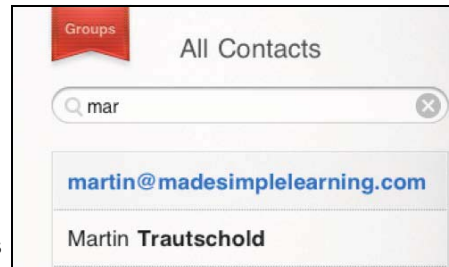 Groups
All Contacts
mar
martin@madesimplelearning.com
Martin Trautschold
s